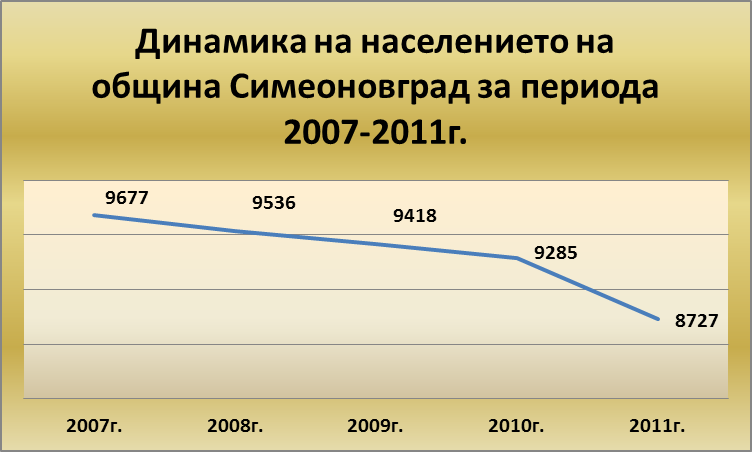 Динамика на населението на
община Симеоновград за периода
2007-2011г.
9677
9536
9418
9285
8727
2007г. 2008г. 2009г. 2010г. 2011г.